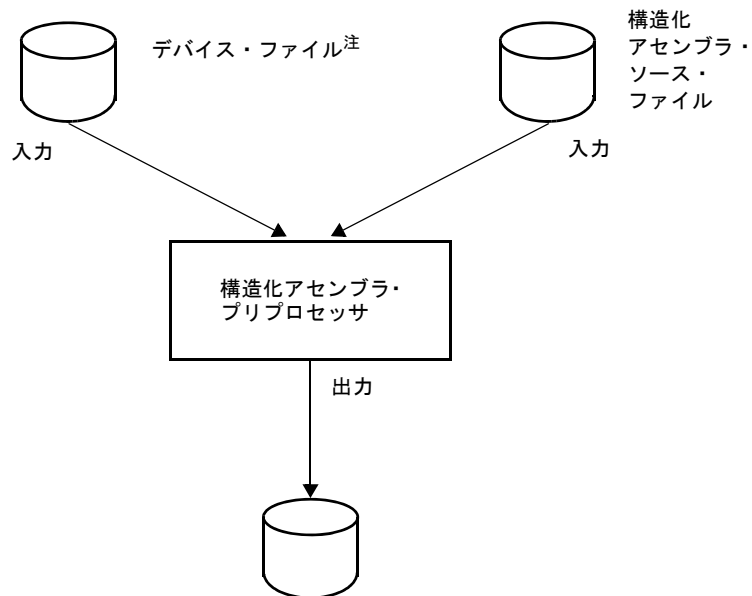 デバイス・ファイル注
構造化
アセンブラ・
ソース・
ファイル
入力
入力
構造化アセンブラ・
プリプロセッサ
出力